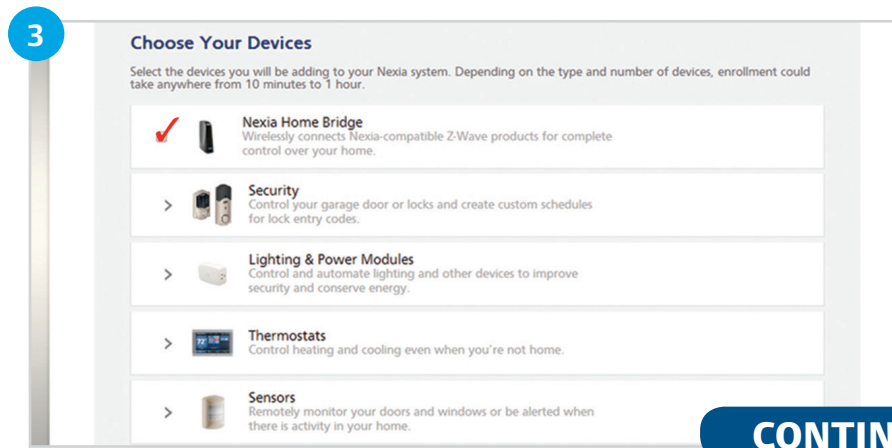 3
Choose Your Devices
Select the devices you will be adding to your Nexia system. Depending on the type and number of devices, enrollment could
take anywhere from 10 minutes to 1 hour.
Nexia Home Bridge
Wirelessly connects Nexia-compatible Z-Wave products for complete
control over your home.
Security
Control your garage door or locks and create custom schedules
for lock entry codes.
Lighting & Power Modules
Control and automate lighting and other devices to improve
security and conserve energy.
Thermostats
Control heating and cooling even when you're not home.
Sensors
Remotely monitor your doors and windows or be alerted when
there is activity in your home.